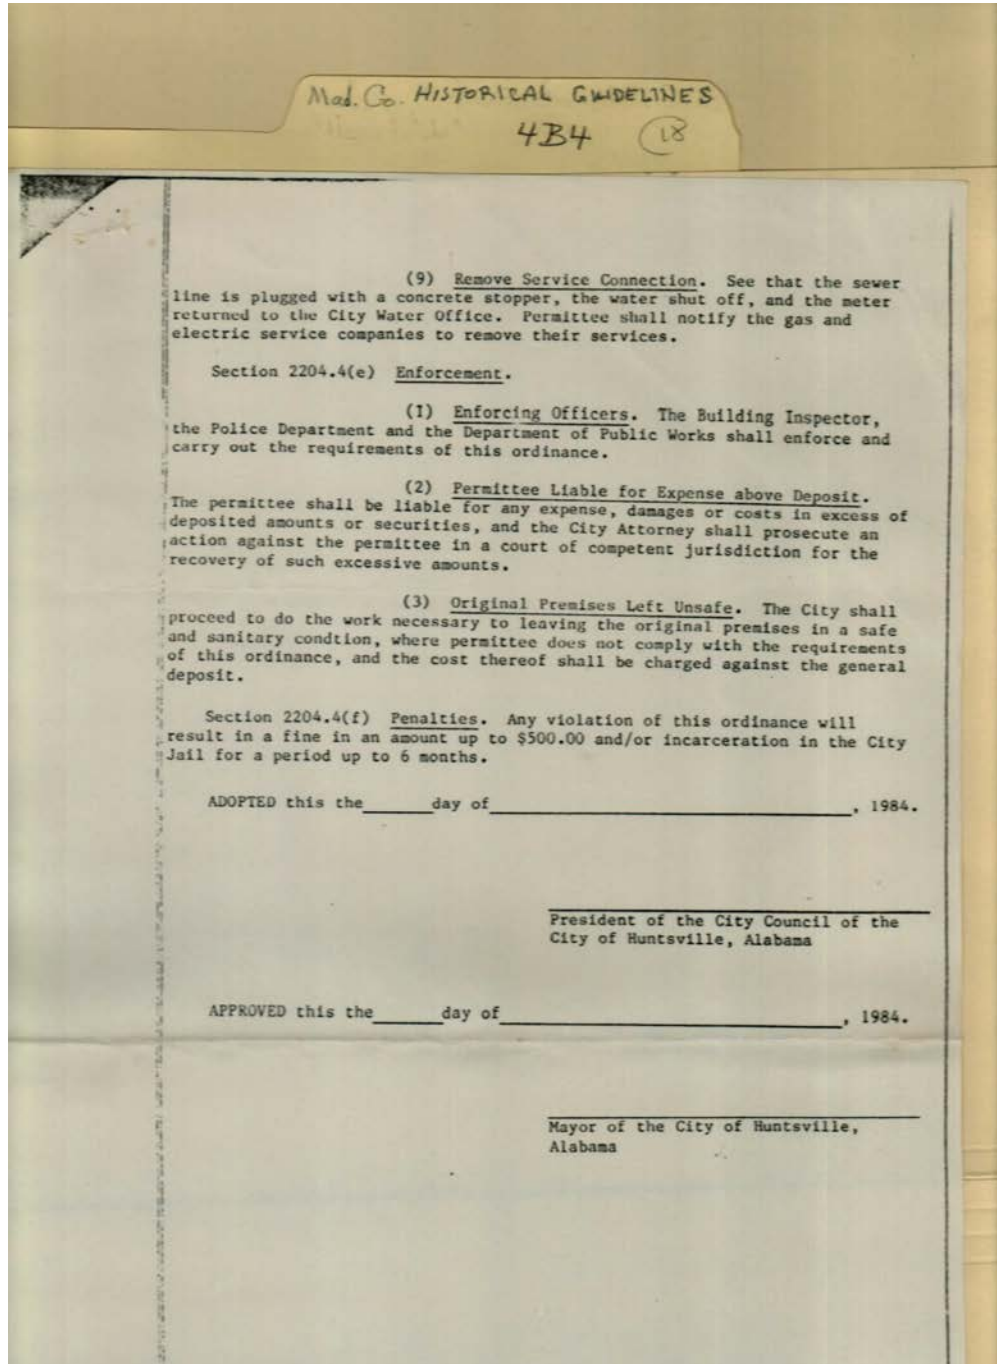 Mad. Co. HISTORICAL GUIDELINES
4B4 18
(9) Remove Service Connection. See that the sewer
line is plugged with a concrete stopper, the water shut off, and the meter
returned to the City Water Office. Permittee shall notify the gas and
electric service companies to remove their services.
Section 2204.4(e) Enforcement.
(1) Enforcing Officers. The Building Inspector,
the Police Department and the Department of Public Works shall enforce and
carry out the requirements of this ordinance.
(2) Permittee Liable for Expense above Deposit.
The permittee shall be liable for any expense, damages or costs in excess of
deposited amounts or securities, and the City Attorney shall prosecute an
action against the permittee in a court of competent jurisdiction for the
recovery of such excessive amounts.
(3) Original Premises Left Unsafe. The City shall
proceed to do the work necessary to leaving the original premises in a safe
and sanitary condtion, where permittee does not comply with the requirements
of this ordinance, and the cost thereof shall be charged against the general
deposit.
Section 2204.4(f) Penalties. Any violation of this ordinance will
result in a fine in an amount up to $500.00 and/or incarceration in the City
Jail for a period up to 6 months.
ADOPTED this the______day of______________________________, 1984.
President of the City Council of the
City of Huntsville, Alabama
APPROVED this the______day of____________________________, 1984.
Mayor of the City of Huntsville,
Alabama